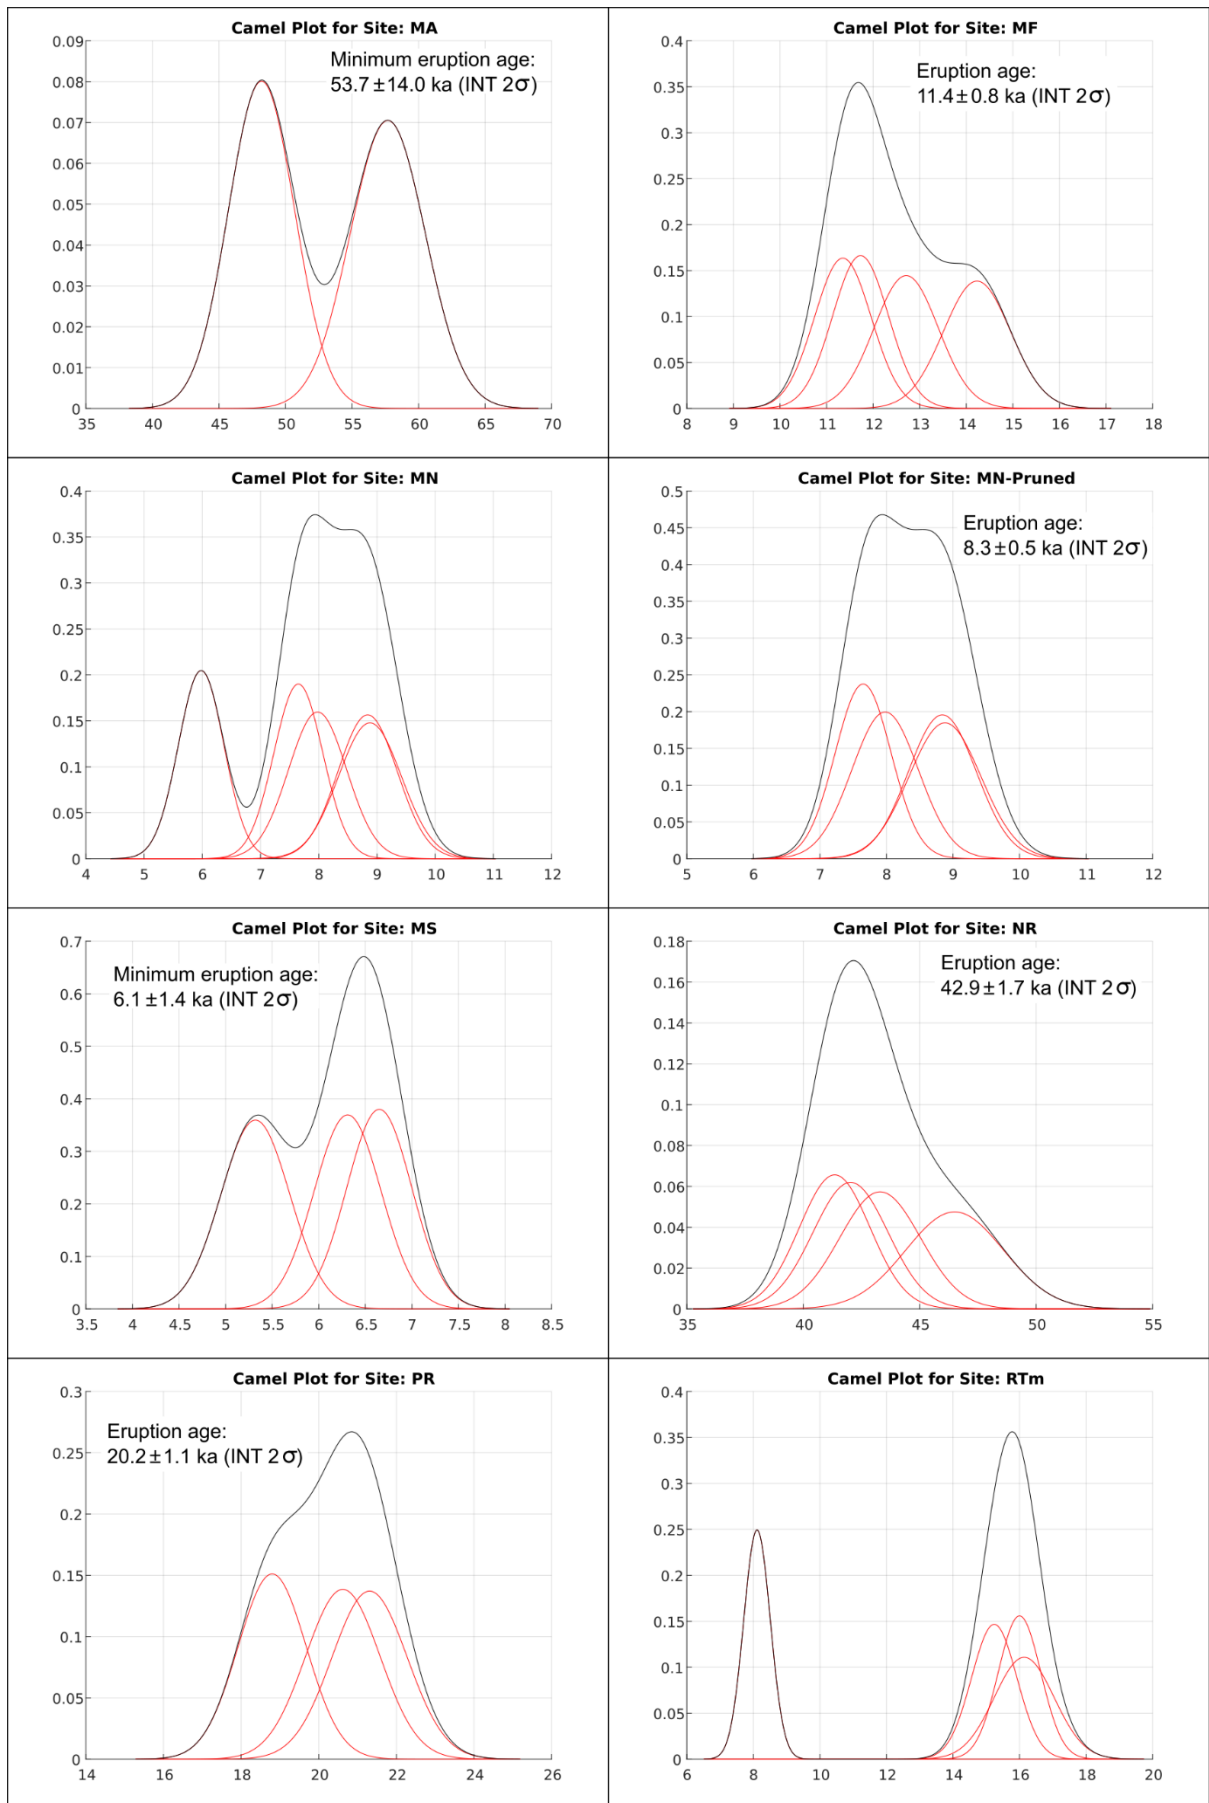 Camel Plot for Site: MA
Minimum eruption age:
53.7±14.0 ka (INT 2σ)
0.09
0.08
0.07
0.06
0.05
0.04
0.03
0.02
0.01
0
35 40 45 50 55 60 65 70
Camel Plot for Site: MF
Eruption age:
11.4±0.8 ka (INT 2σ)
0.4
0.35
0.3
0.25
0.2
0.15
0.1
0.05
0
8 9 10 11 12 13 14 15 16 17 18
Camel Plot for Site: MN
0.4
0.35
0.3
0.25
0.2
0.15
0.1
0.05
0
4 5 6 7 8 9 10 11 12
Camel Plot for Site: MN-Pruned
Eruption age:
8.3±0.5 ka (INT 2σ)
0.5
0.45
0.4
0.35
0.3
0.25
0.2
0.15
0.1
0.05
0
5 6 7 8 9 10 11 12
Camel Plot for Site: MS
Minimum eruption age:
6.1±1.4 ka (INT 2σ)
0.7
0.6
0.5
0.4
0.3
0.2
0.1
0
3.5 4 4.5 5 5.5 6 6.5 7 7.5 8 8.5
Camel Plot for Site: NR
Eruption age:
42.9±1.7 ka (INT 2σ)
0.18
0.16
0.14
0.12
0.1
0.08
0.06
0.04
0.02
0
35 40 45 50 55
Camel Plot for Site: PR
Eruption age:
20.2±1.1 ka (INT 2σ)
0.3
0.25
0.2
0.15
0.1
0.05
0
14 16 18 20 22 24 26
Camel Plot for Site: RTm
0.4
0.35
0.3
0.25
0.2
0.15
0.1
0.05
0
6 8 10 12 14 16 18 20